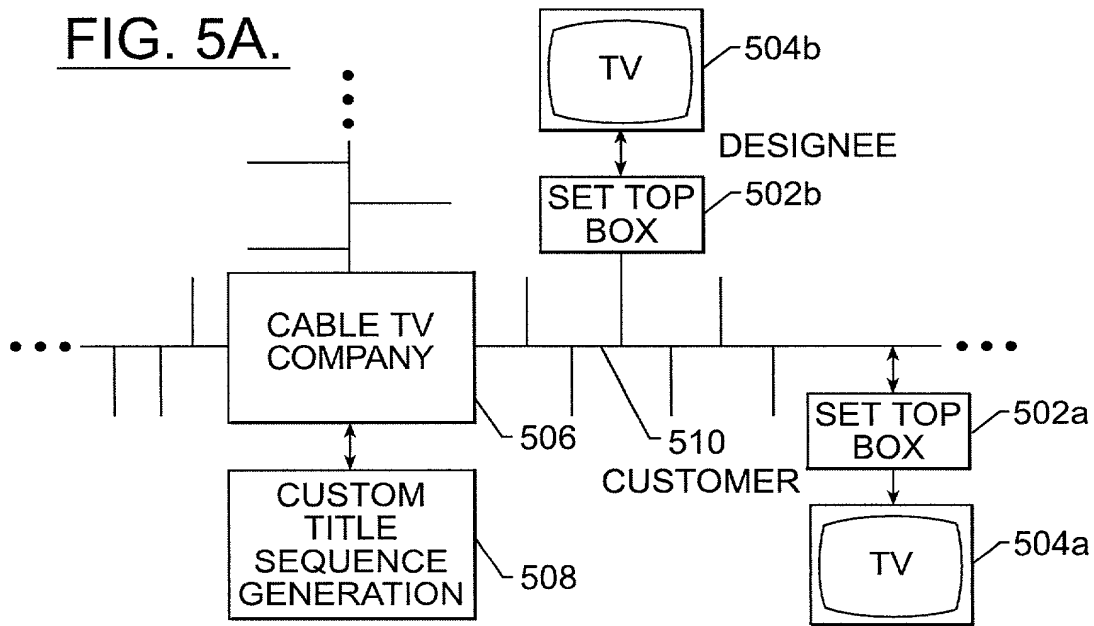 FIG. 5A.
TV
504b
DESIGNEE
SET TOP
BOX
502b
CABLE TV
COMPANY
506
510
CUSTOMER
SET TOP
BOX
502a
CUSTOM
TITLE
SEQUENCE
GENERATION
508
TV
504a